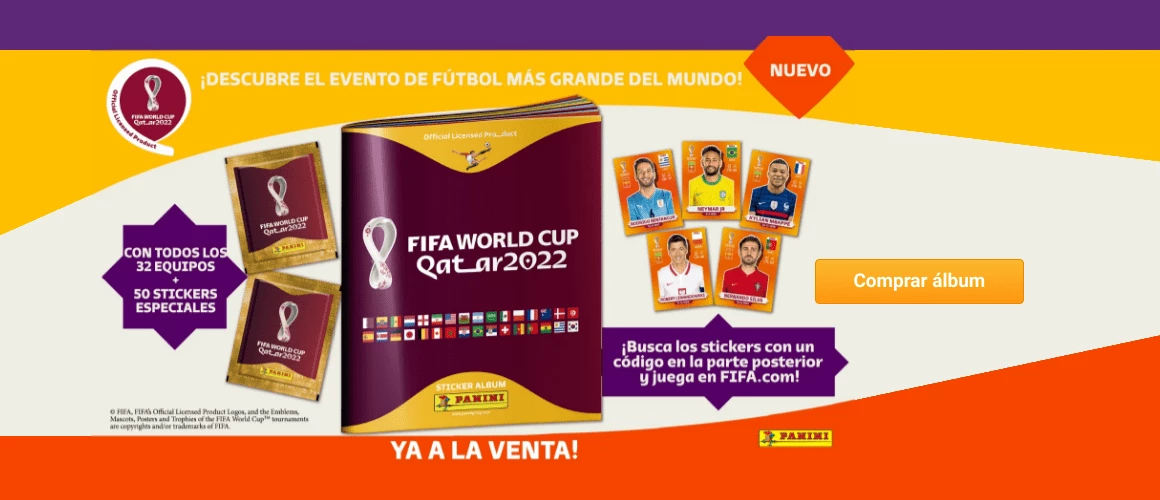 ¡DESCUBRE EL EVENTO DE FÚTBOL MÁS GRANDE DEL MUNDO!
NUEVO
FIFA WORLD CUP
Qatar2022
Official Licensed Product
Official Licensed Product
FIFA WORLD CUP
Qatar2022
PANINI
CON TODOS LOS
32 EQUIPOS
+
50 STICKERS
ESPECIALES
FIFA WORLD CUP
Qatar2022
PANINI
FIFA WORLD CUP
Qatar2022
STICKER ALBUM
PANINI
RODRIGO BENTANCUR
NEYMAR JR
KYLIAN MBAPPÉ
ROBERT LEWANDOWSKI
BERNARDO SILVA
Comprar álbum
¡Busca los stickers con un
código en la parte posterior
y juega en FIFA.com!
© FIFA, FIFA's Official Licensed Product Logos, and the Emblems,
Mascots, Posters and Trophies of the FIFA World Cup™ tournaments
are copyrights and/or trademarks of FIFA.
YA A LA VENTA!
PANINI